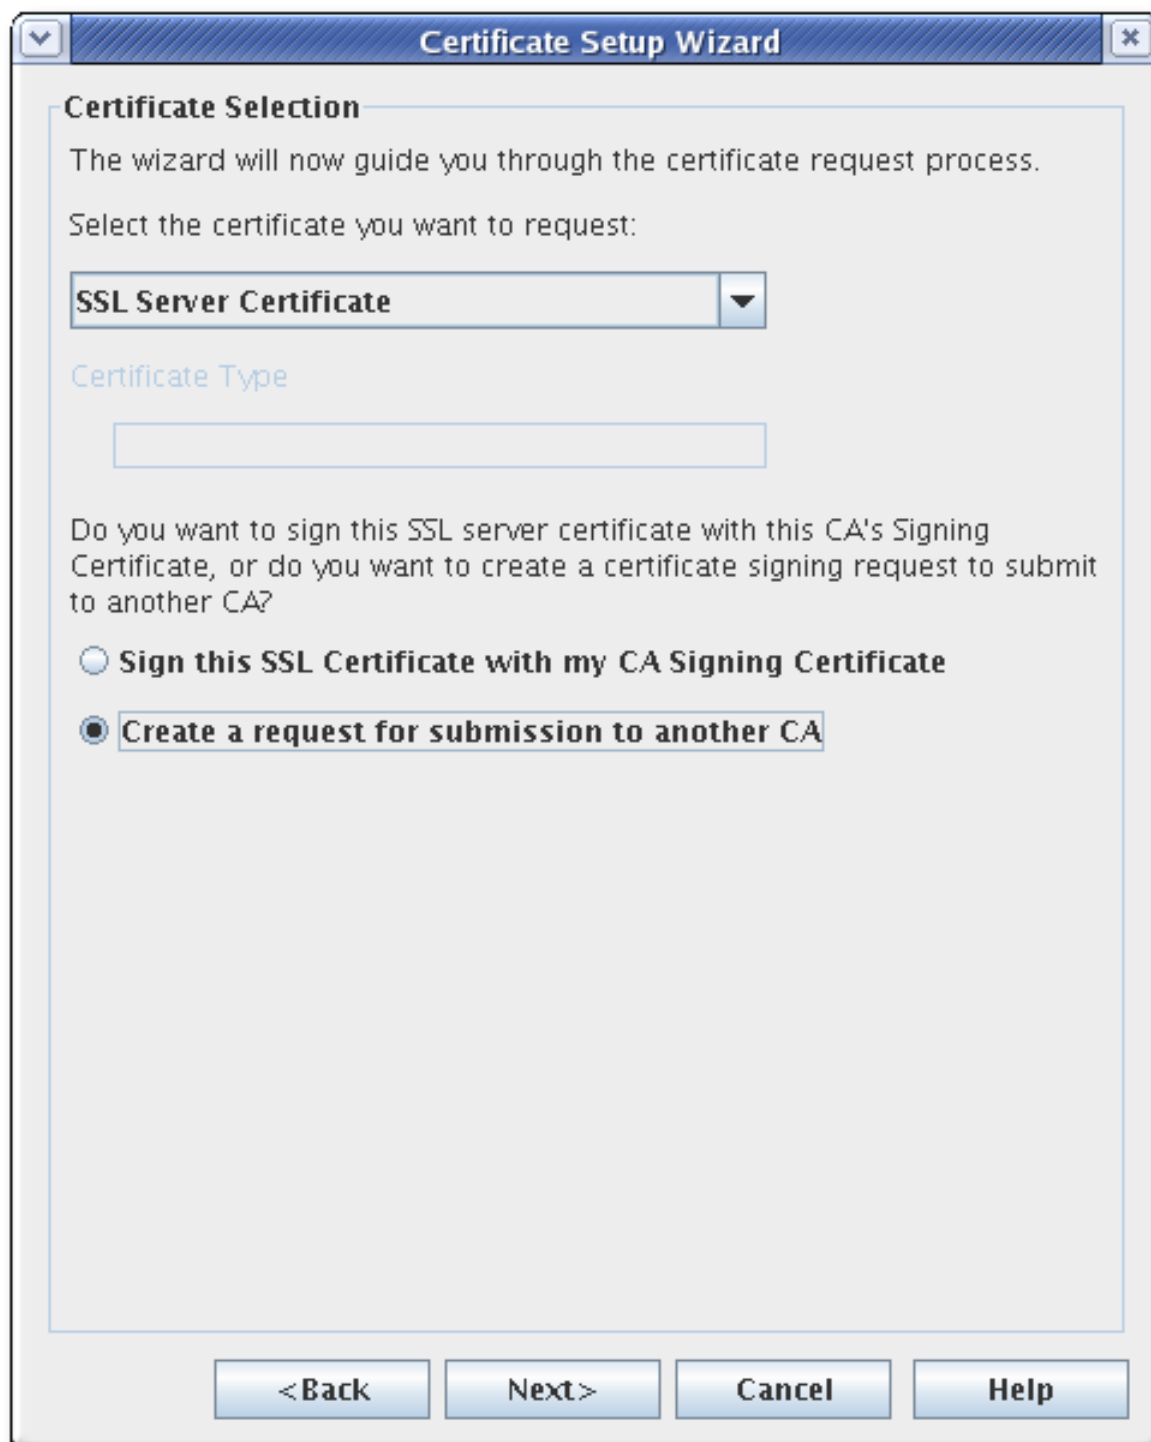 Certificate Setup Wizard
Certificate Selection
The wizard will now guide you through the certificate request process.
Select the certificate you want to request:
SSL Server Certificate
Certificate Type
Do you want to sign this SSL server certificate with this CA's Signing
Certificate, or do you want to create a certificate signing request to submit
to another CA?
Sign this SSL Certificate with my CA Signing Certificate
Create a request for submission to another CA
<Back Next> Cancel Help